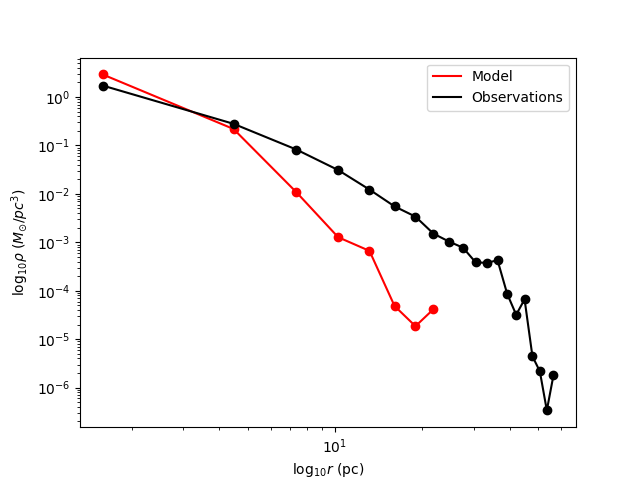 Model
Observations
10⁰
10⁻¹
10⁻²
10⁻³
10⁻⁴
10⁻⁵
10⁻⁶
log₁₀ρ (M☉/pc³)
10¹
log₁₀r (pc)